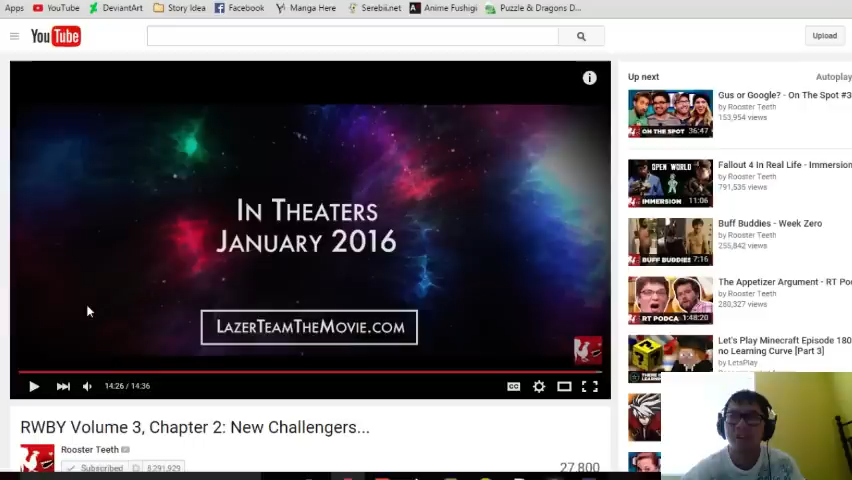 Apps YouTube DeviantArt Story Idea Facebook Manga Here Serebii.net Anime Fushigi Puzzle & Dragons D...
YouTube
Upload
IN THEATERS
JANUARY 2016
LAZERTEAMTHEMOVIE.COM
14:26 / 14:36
RWBY Volume 3, Chapter 2: New Challengers...
Rooster Teeth
Subscribed 8,291,929
27,800
Up next
Autoplay
ON THE SPOT
36:47
Gus or Google? - On The Spot #3
by Rooster Teeth
153,954 views
OPEN WORLD
IMMERSION
11:06
Fallout 4 In Real Life - Immersion
by Rooster Teeth
791,535 views
BUFF BUDDIES
7:16
Buff Buddies - Week Zero
by Rooster Teeth
255,842 views
RT PODCA
1:48:20
The Appetizer Argument - RT Po
by Rooster Teeth
280,327 views
Let's Play Minecraft Episode 180
no Learning Curve [Part 3]
by LetsPlay